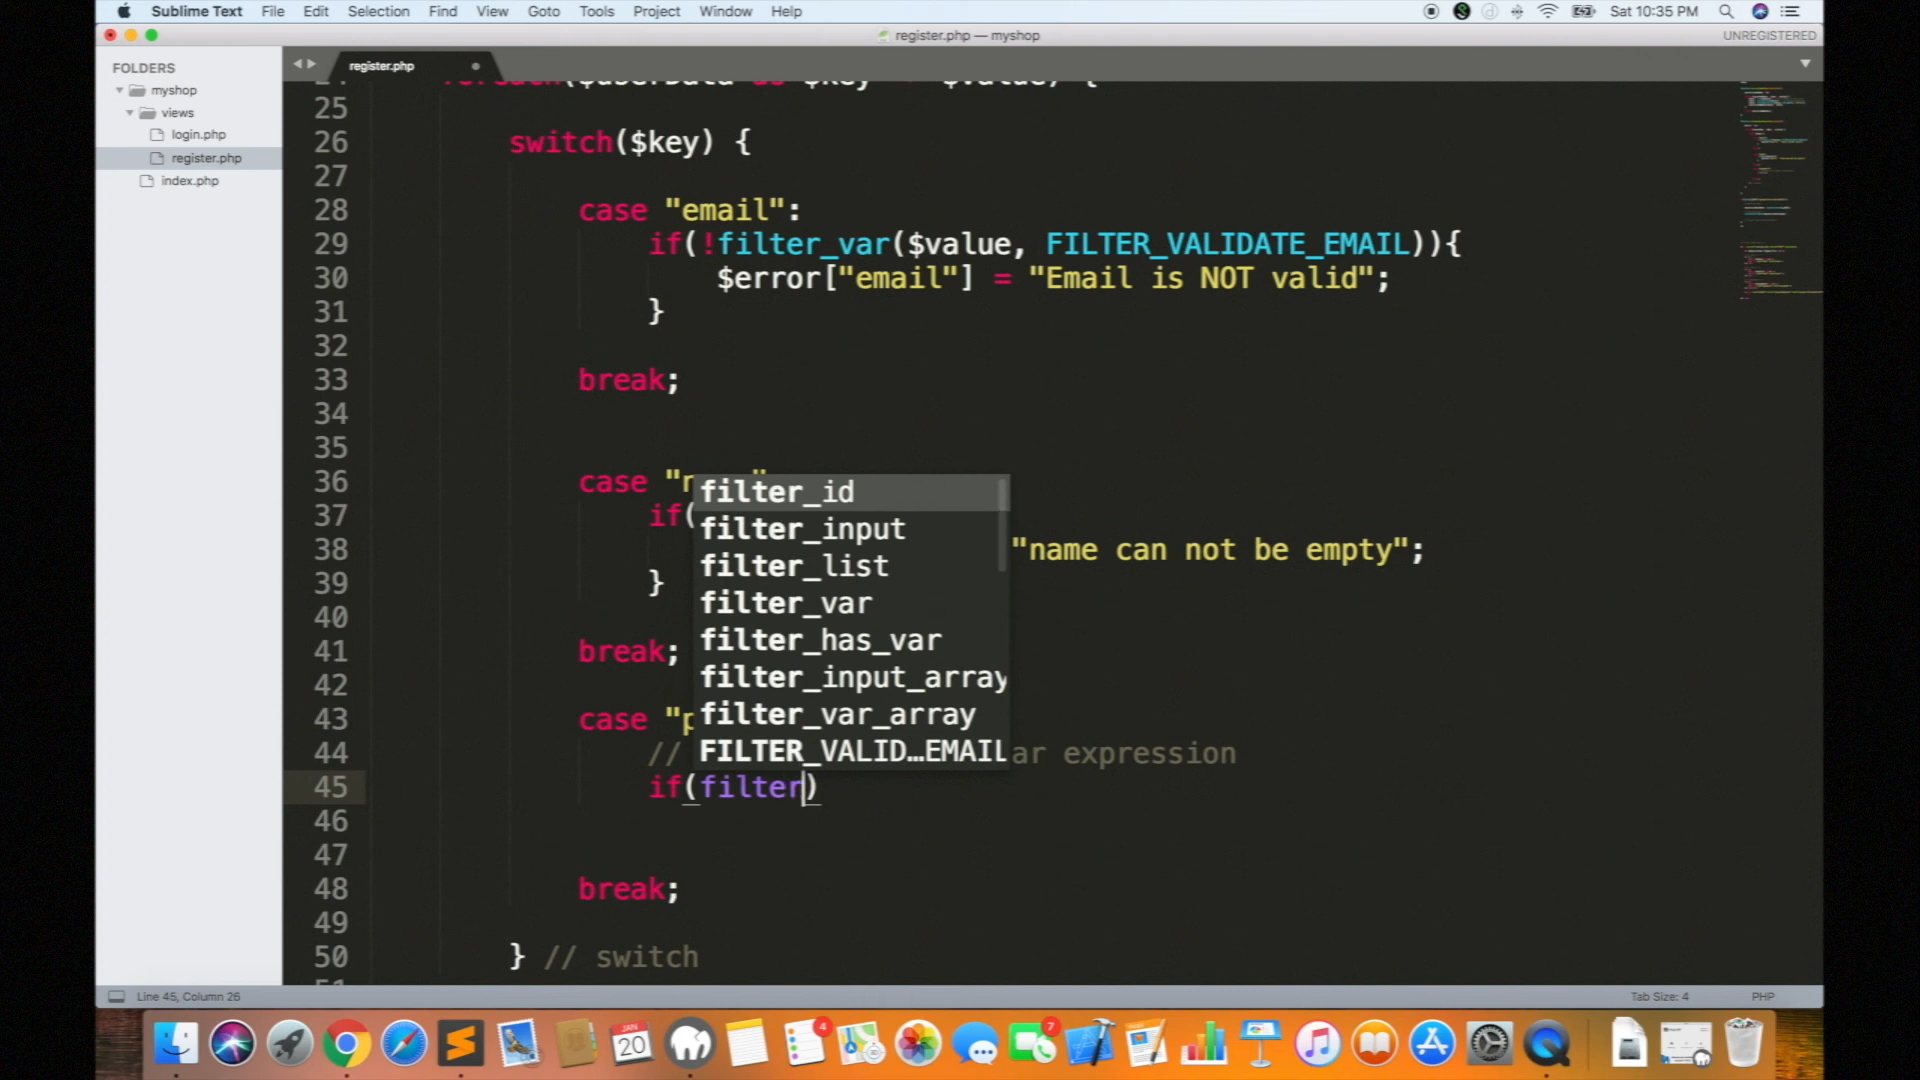 Sublime Text File Edit Selection Find View Goto Tools Project Window Help Sat 10:35 PM
register.php — myshop UNREGISTERED
FOLDERS
myshop
views
login.php
register.php
index.php
register.php
25
26 switch($key) {
27
28 case "email":
29 if(!filter_var($value, FILTER_VALIDATE_EMAIL)){
30 $error["email"] = "Email is NOT valid";
31 }
32
33 break;
34
35
36 case
37 if(
38 "name can not be empty";
39 }
40
41 break;
42
43 case "p
44 // expression
45 if(filter)
46
47
48 break;
49
50 } // switch
filter_id
filter_input
filter_list
filter_var
filter_has_var
filter_input_array
filter_var_array
FILTER_VALID…EMAIL
Line 45, Column 26 Tab Size: 4 PHP
JAN
20
4
7